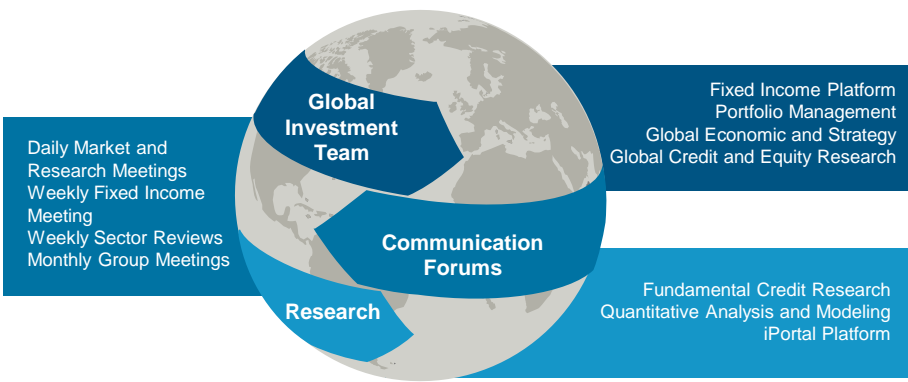 Global
Investment
Team
Fixed Income Platform
Portfolio Management
Global Economic and Strategy
Global Credit and Equity Research
Daily Market and
Research Meetings
Weekly Fixed Income
Meeting
Weekly Sector Reviews
Monthly Group Meetings
Communication
Forums
Research
Fundamental Credit Research
Quantitative Analysis and Modeling
iPortal Platform